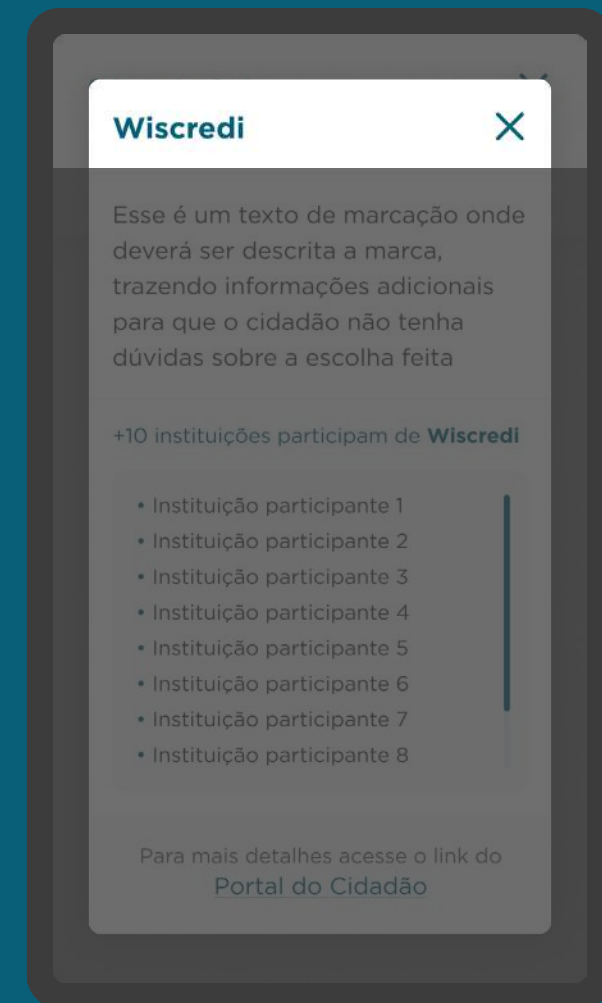 Wiscredi
Esse é um texto de marcação onde
deverá ser descrita a marca,
trazendo informações adicionais
para que o cidadão não tenha
dúvidas sobre a escolha feita
+10 instituições participam de Wiscredi
• Instituição participante 1
• Instituição participante 2
• Instituição participante 3
• Instituição participante 4
• Instituição participante 5
• Instituição participante 6
• Instituição participante 7
• Instituição participante 8
Para mais detalhes acesse o link do
Portal do Cidadão